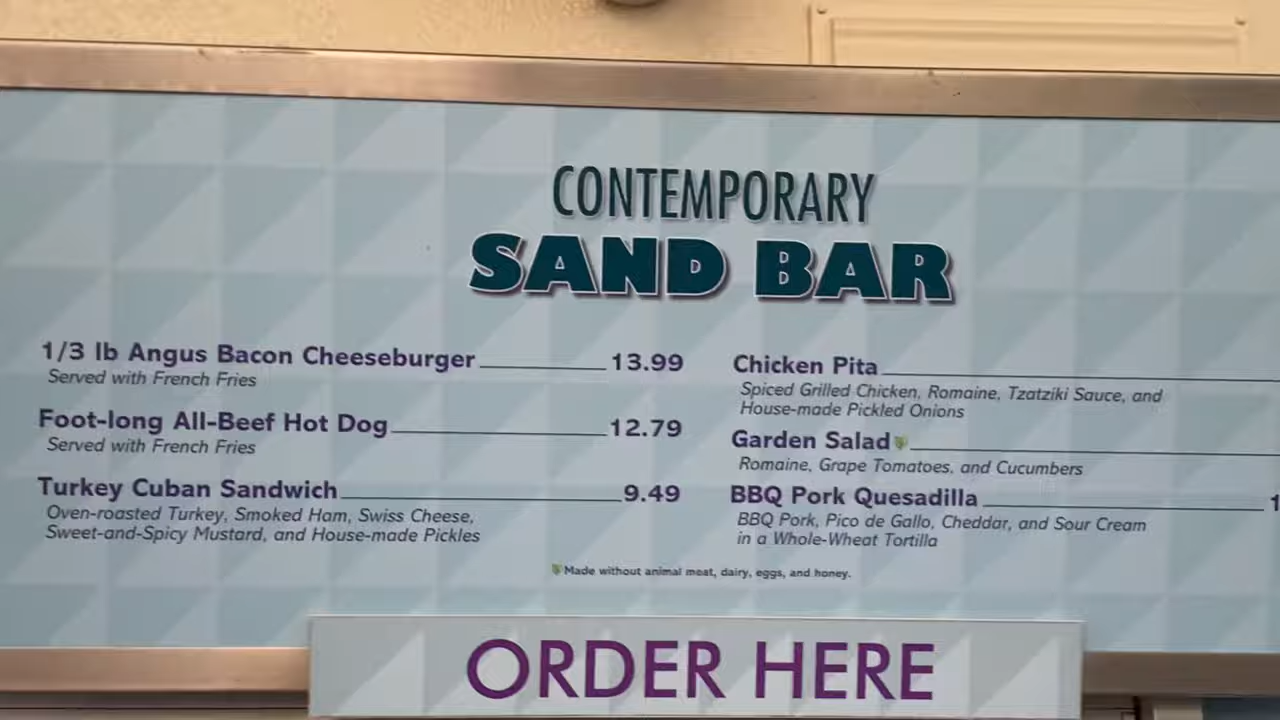 CONTEMPORARY
SAND BAR
1/3 lb Angus Bacon Cheeseburger 13.99
Served with French Fries
Foot-long All-Beef Hot Dog 12.79
Served with French Fries
Turkey Cuban Sandwich 9.49
Oven-roasted Turkey, Smoked Ham, Swiss Cheese,
Sweet-and-Spicy Mustard, and House-made Pickles
Chicken Pita
Spiced Grilled Chicken, Romaine, Tzatziki Sauce, and
House-made Pickled Onions
Garden Salad
Romaine, Grape Tomatoes, and Cucumbers
BBQ Pork Quesadilla
BBQ Pork, Pico de Gallo, Cheddar, and Sour Cream
in a Whole-Wheat Tortilla
Made without animal meat, dairy, eggs, and honey.
ORDER HERE